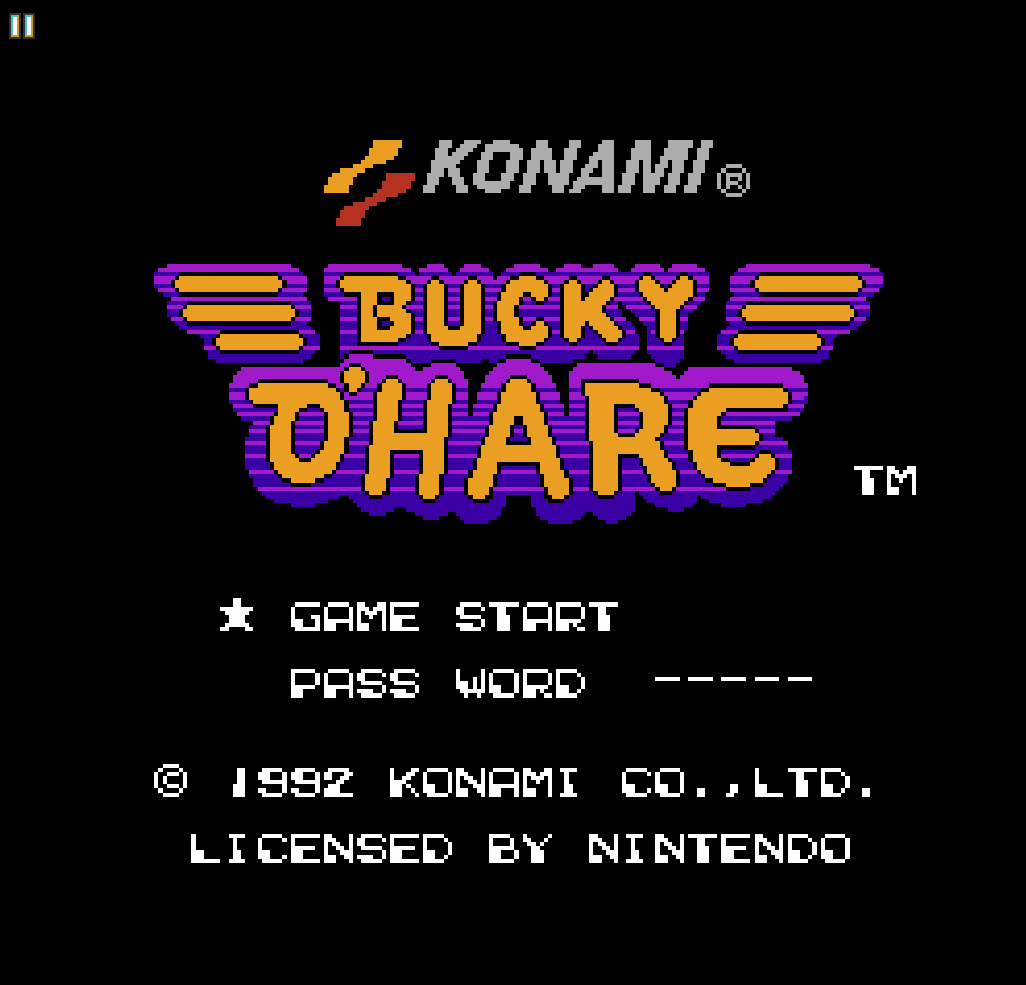 KONAMI®
BUCKY
O'HARE
TM
GAME START
PASS WORD -----
© 1992 KONAMI CO.,LTD.
LICENSED BY NINTENDO